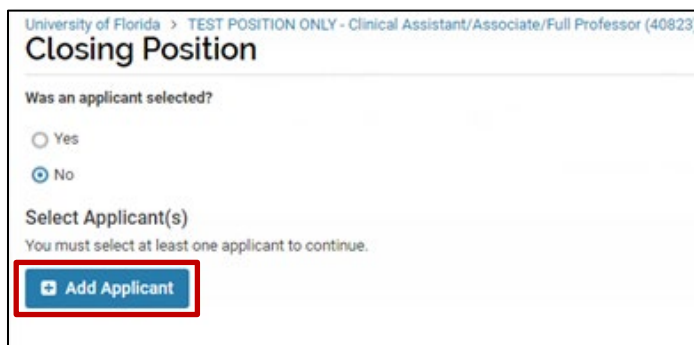 University of Florida > TEST POSITION ONLY - Clinical Assistant/Associate/Full Professor (40823)
Closing Position
Was an applicant selected?
Yes
No
Select Applicant(s)
You must select at least one applicant to continue.
Add Applicant